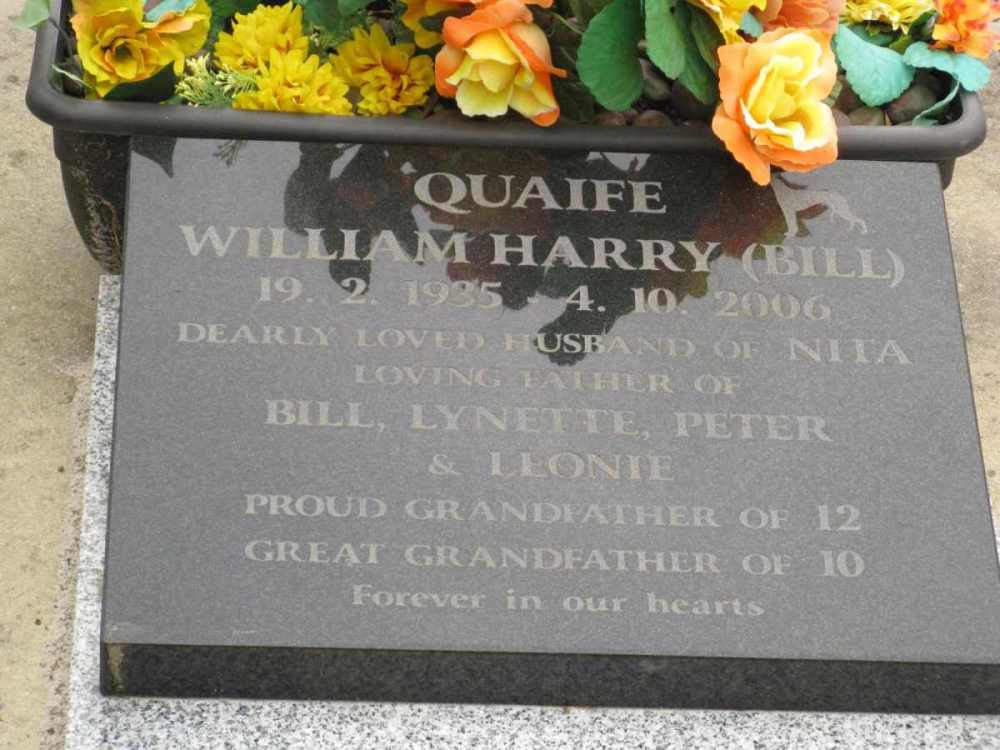 QUAIFE
WILLIAM HARRY (BILL)
19. 2. 1935 - 4. 10. 2006
DEARLY LOVED HUSBAND OF NITA
LOVING FATHER OF
BILL, LYNETTE, PETER
& LEONIE
PROUD GRANDFATHER OF 12
GREAT GRANDFATHER OF 10
Forever in our hearts